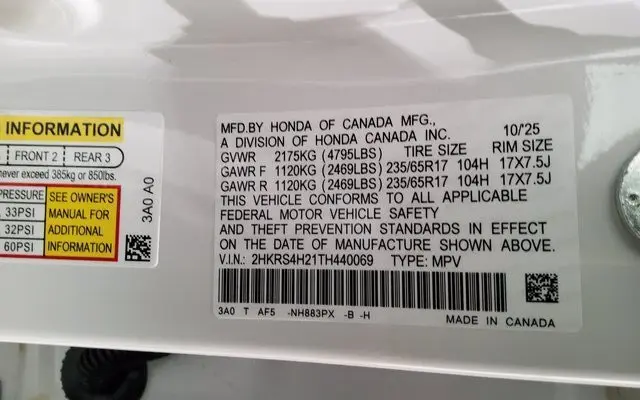 INFORMATION
FRONT 2 REAR 3
never exceed 385kg or 850lbs.
PRESSURE SEE OWNER'S
33PSI MANUAL FOR
32PSI ADDITIONAL
60PSI INFORMATION
3A0 A0
MFD.BY HONDA OF CANADA MFG.,
A DIVISION OF HONDA CANADA INC. 10/'25
GVWR 2175KG (4795LBS) TIRE SIZE RIM SIZE
GAWR F 1120KG (2469LBS) 235/65R17 104H 17X7.5J
GAWR R 1120KG (2469LBS) 235/65R17 104H 17X7.5J
THIS VEHICLE CONFORMS TO ALL APPLICABLE
FEDERAL MOTOR VEHICLE SAFETY
AND THEFT PREVENTION STANDARDS IN EFFECT
ON THE DATE OF MANUFACTURE SHOWN ABOVE.
V.I.N.: 2HKRS4H21TH440069 TYPE: MPV
3A0 T AF5 -NH883PX -B -H
MADE IN CANADA